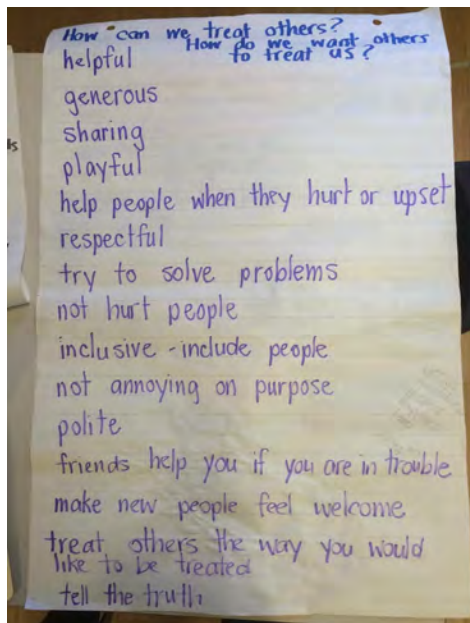 How can we treat others?
How do we want others
to treat us?
helpful
generous
sharing
playful
help people when they hurt or upset
respectful
try to solve problems
not hurt people
inclusive - include people
not annoying on purpose
polite
friends help you if you are in trouble
make new people feel welcome
treat others the way you would
like to be treated
tell the truth